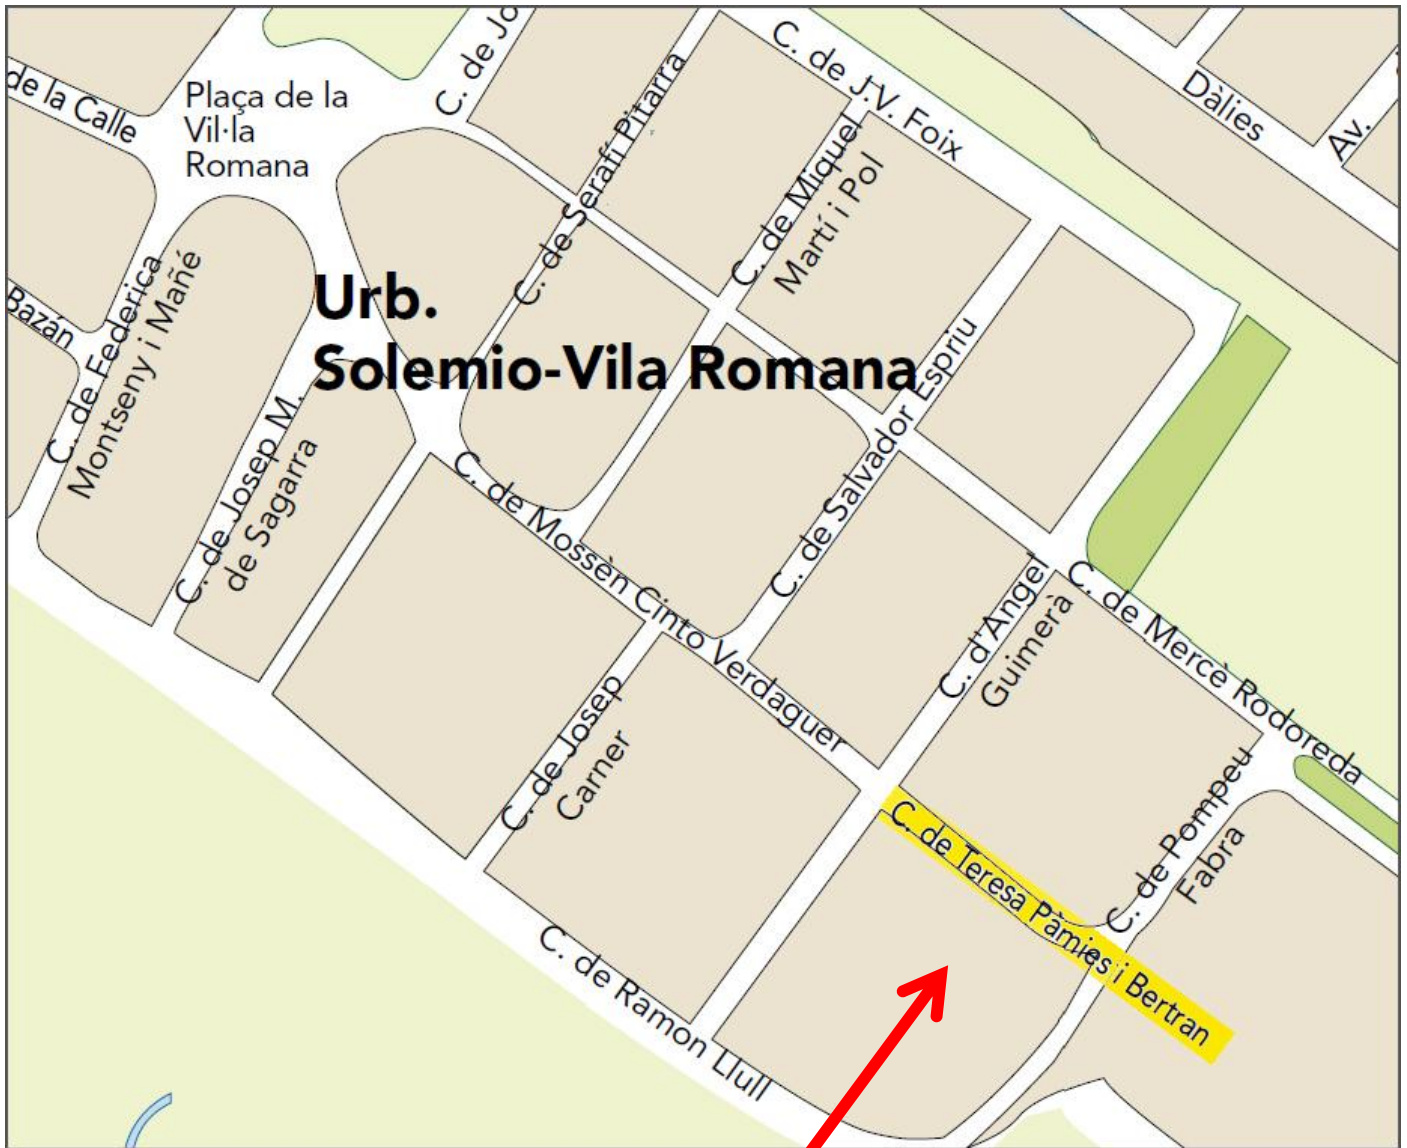 C. de Jo
C. de J.V. Foix
Dàlies
Av.
de la Calle
Plaça de la
Vil·la
Romana
C. de Serafí Pitarra
C. de Miquel
Martí i Pol
Bazán
C. de Federica
Montseny i Mañé
Urb.
Solemio-Vila Romana
C. de Josep M.
de Sagarra
C. de Salvador Espriu
C. de Mossèn Cinto Verdaguer
C. d'Angel
Guimerà
C. de Mercè Rodoreda
C. de Josep
Carner
C. de Pompeu
Fabra
C. de Teresa Pàmies i Bertran
C. de Ramon Llull